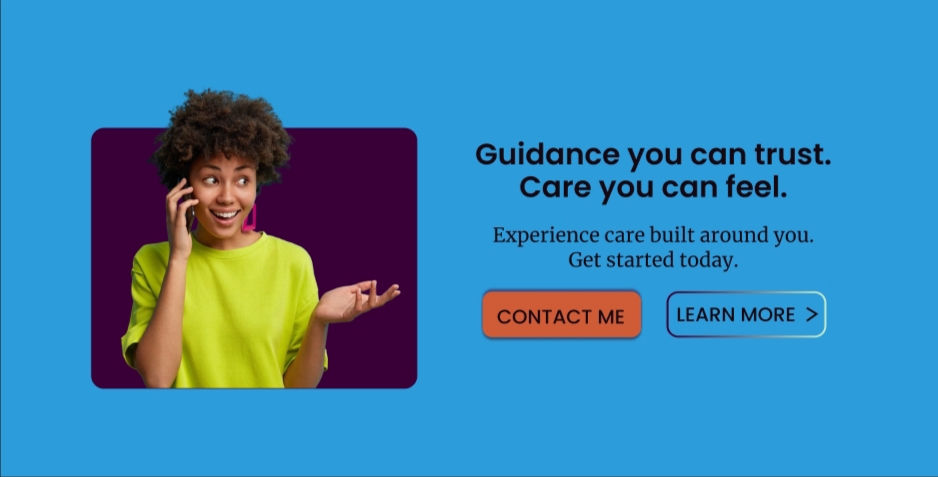 Guidance you can trust.
Care you can feel.
Experience care built around you.
Get started today.
CONTACT ME
LEARN MORE >